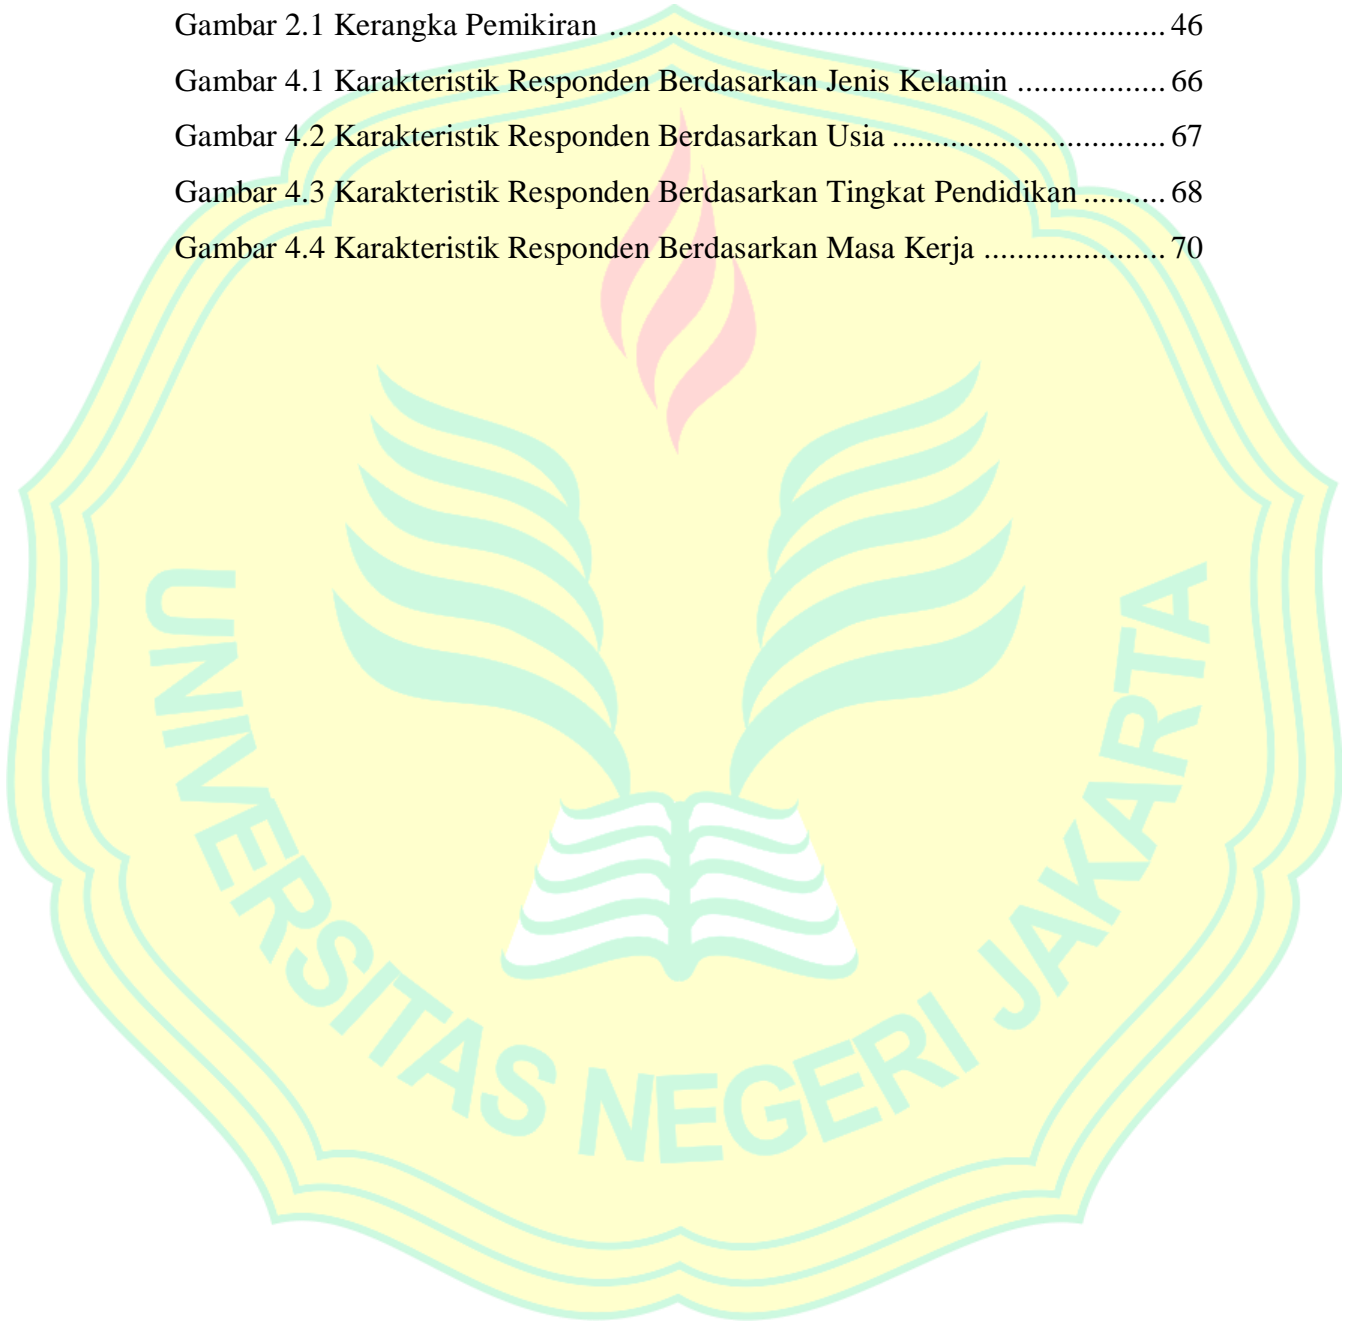 Gambar 2.1 Kerangka Pemikiran .................................................................. 46
Gambar 4.1 Karakteristik Responden Berdasarkan Jenis Kelamin .................. 66
Gambar 4.2 Karakteristik Responden Berdasarkan Usia ................................. 67
Gambar 4.3 Karakteristik Responden Berdasarkan Tingkat Pendidikan .......... 68
Gambar 4.4 Karakteristik Responden Berdasarkan Masa Kerja ...................... 70
UNIVERSITAS NEGERI JAKARTA